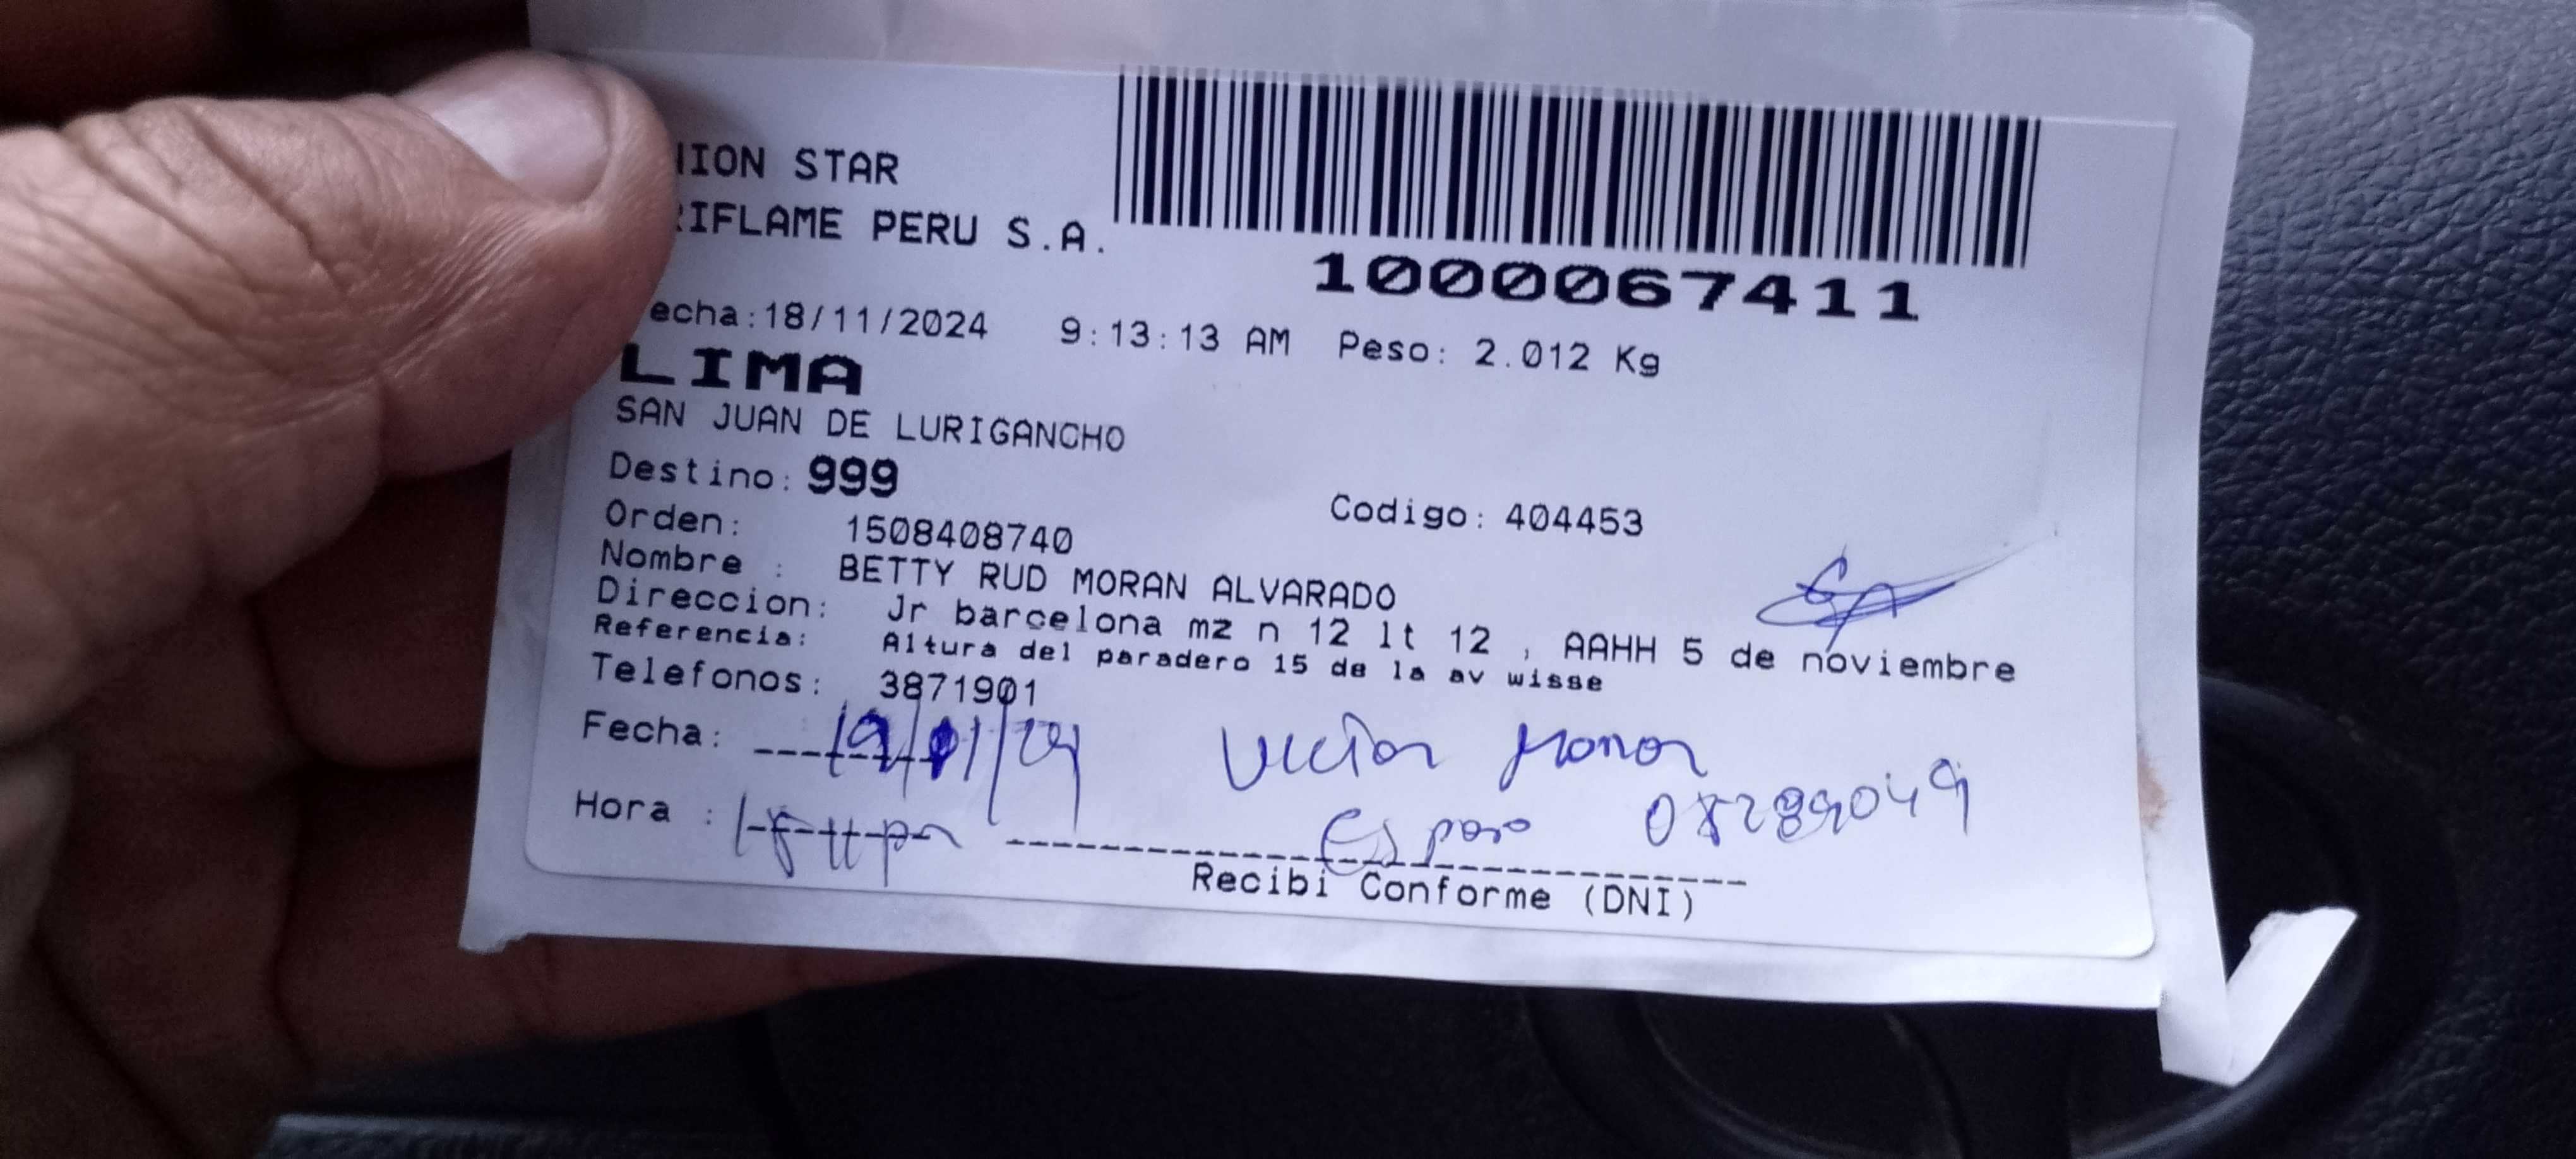 NION STAR
RIFLAME PERU S.A.
1000067411
echa:18/11/2024 9:13:13 AM Peso: 2.012 Kg
LIMA
SAN JUAN DE LURIGANCHO
Destino: 999
Codigo: 404453
Orden: 1508408740
Nombre : BETTY RUD MORAN ALVARADO
Direccion: Jr barcelona mz n 12 lt 12 , AAHH 5 de noviembre
Referencia: Altura del paradero 15 de la av wisse
Telefonos: 3871901
Fecha: 19/11/24 Victor
Hora : Esposo 08289049
Recibi Conforme (DNI)